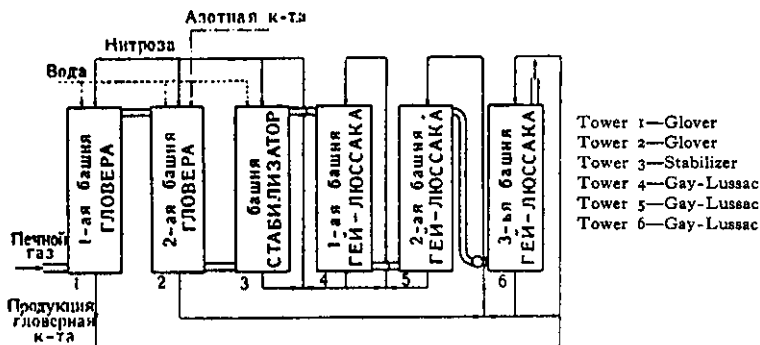 Азотная к-та
Нитроза
Вода
1-ая башня
ГЛОВЕРА
2-ая башня
ГЛОВЕРА
башня
СТАБИЛИЗАТОР
1-ая башня
ГЕЙ-ЛЮССАКА
2-ая башня
ГЕЙ-ЛЮССАКА
3-ья башня
ГЕЙ-ЛЮССАКА
Печной
газ
1
2
3
4
5
6
Продукция
гловерная
к-та
Tower 1—Glover
Tower 2—Glover
Tower 3—Stabilizer
Tower 4—Gay-Lussac
Tower 5—Gay-Lussac
Tower 6—Gay-Lussac